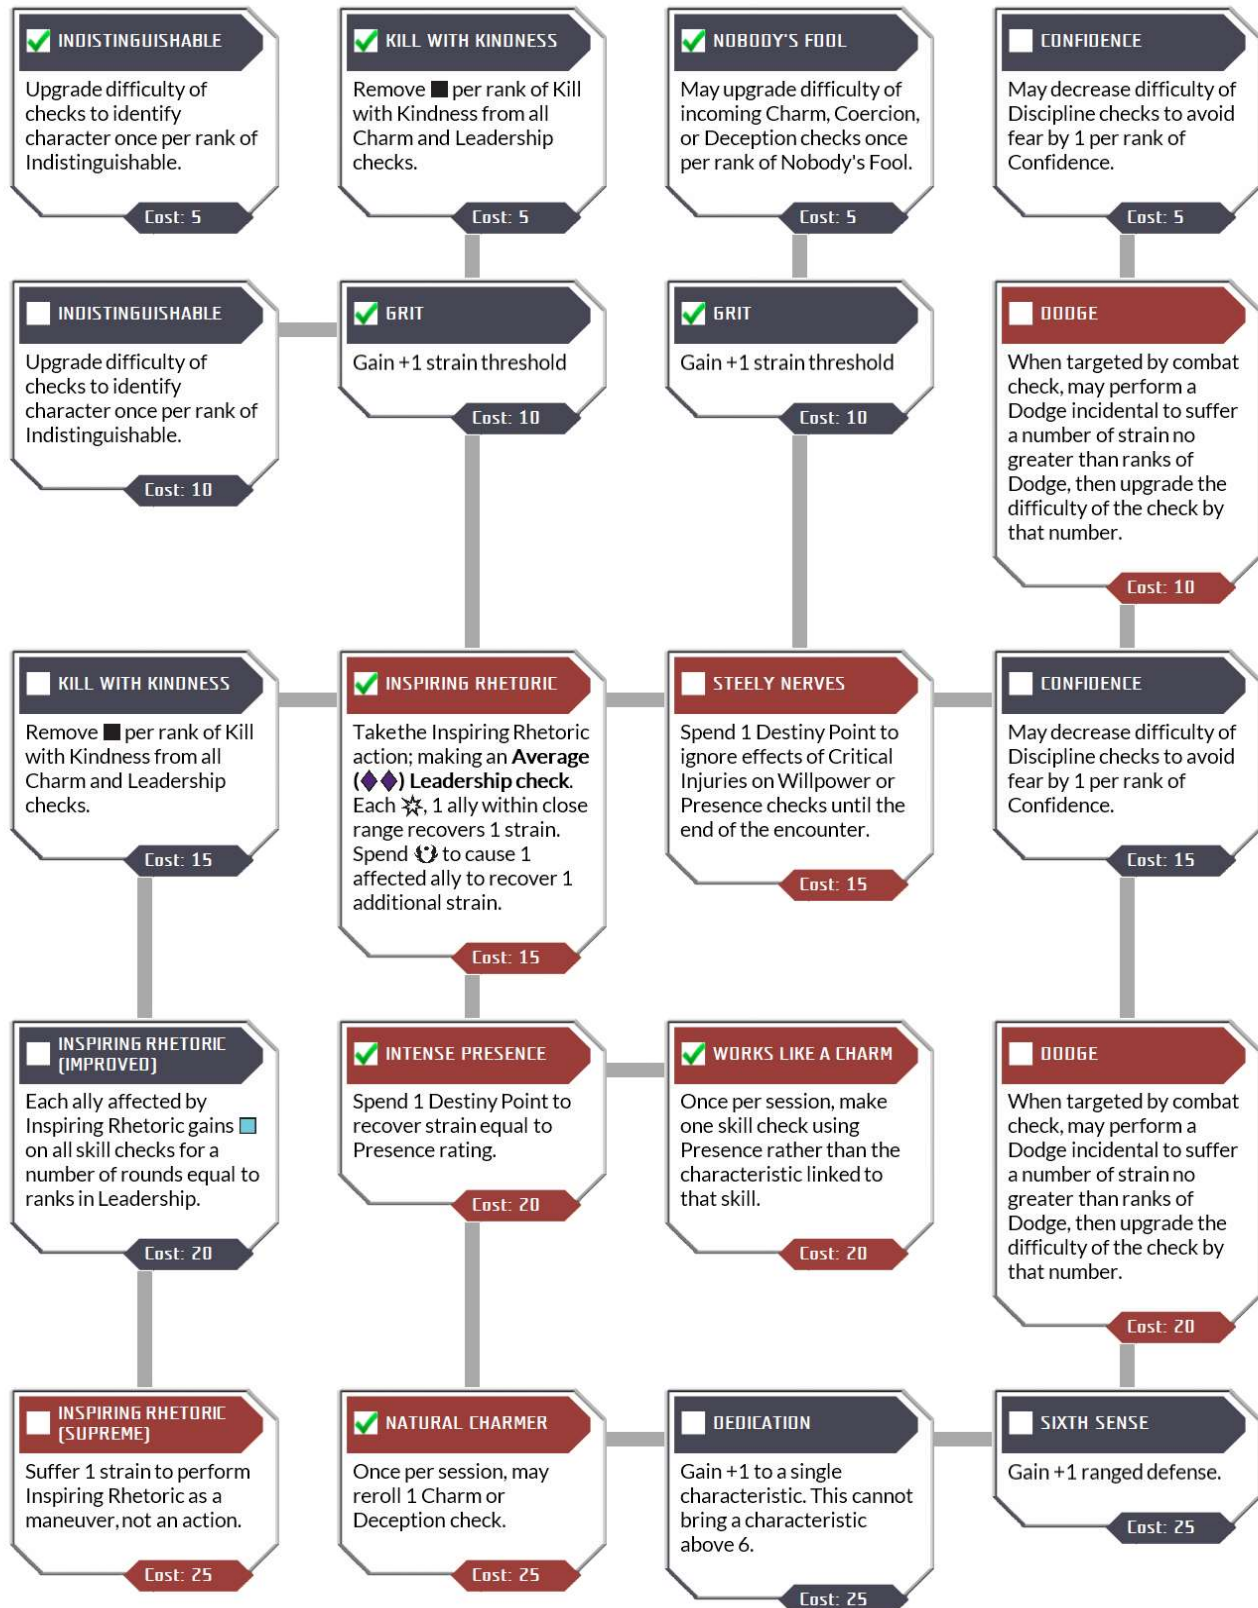 INDISTINGUISHABLE
Upgrade difficulty of
checks to identify
character once per rank of
Indistinguishable.
Cost: 5
KILL WITH KINDNESS
Remove ■ per rank of Kill
with Kindness from all
Charm and Leadership
checks.
Cost: 5
NOBODY'S FOOL
May upgrade difficulty of
incoming Charm, Coercion,
or Deception checks once
per rank of Nobody's Fool.
Cost: 5
CONFIDENCE
May decrease difficulty of
Discipline checks to avoid
fear by 1 per rank of
Confidence.
Cost: 5
INDISTINGUISHABLE
Upgrade difficulty of
checks to identify
character once per rank of
Indistinguishable.
Cost: 10
GRIT
Gain +1 strain threshold
Cost: 10
GRIT
Gain +1 strain threshold
Cost: 10
DODGE
When targeted by combat
check, may perform a
Dodge incidental to suffer
a number of strain no
greater than ranks of
Dodge, then upgrade the
difficulty of the check by
that number.
Cost: 10
KILL WITH KINDNESS
Remove ■ per rank of Kill
with Kindness from all
Charm and Leadership
checks.
Cost: 15
INSPIRING RHETORIC
Takethe Inspiring Rhetoric
action; making an Average
(◆◆) Leadership check.
Each , 1 ally within close
range recovers 1 strain.
Spend to cause 1
affected ally to recover 1
additional strain.
Cost: 15
STEELY NERVES
Spend 1 Destiny Point to
ignore effects of Critical
Injuries on Willpower or
Presence checks until the
end of the encounter.
Cost: 15
CONFIDENCE
May decrease difficulty of
Discipline checks to avoid
fear by 1 per rank of
Confidence.
Cost: 15
INSPIRING RHETORIC
(IMPROVED)
Each ally affected by
Inspiring Rhetoric gains ■
on all skill checks for a
number of rounds equal to
ranks in Leadership.
Cost: 20
INTENSE PRESENCE
Spend 1 Destiny Point to
recover strain equal to
Presence rating.
Cost: 20
WORKS LIKE A CHARM
Once per session, make
one skill check using
Presence rather than the
characteristic linked to
that skill.
Cost: 20
DODGE
When targeted by combat
check, may perform a
Dodge incidental to suffer
a number of strain no
greater than ranks of
Dodge, then upgrade the
difficulty of the check by
that number.
Cost: 20
INSPIRING RHETORIC
(SUPREME)
Suffer 1 strain to perform
Inspiring Rhetoric as a
maneuver, not an action.
Cost: 25
NATURAL CHARMER
Once per session, may
reroll 1 Charm or
Deception check.
Cost: 25
DEDICATION
Gain +1 to a single
characteristic. This cannot
bring a characteristic
above 6.
Cost: 25
SIXTH SENSE
Gain +1 ranged defense.
Cost: 25